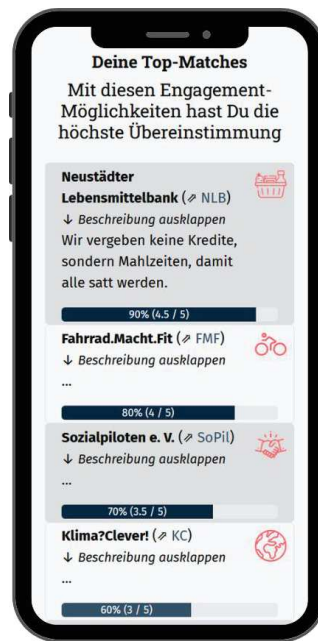 Deine Top-Matches
Mit diesen Engagement-
Möglichkeiten hast Du die
höchste Übereinstimmung
Neustädter
Lebensmittelbank (⇗ NLB)
↓ Beschreibung ausklappen
Wir vergeben keine Kredite,
sondern Mahlzeiten, damit
alle satt werden.
90% (4.5 / 5)
Fahrrad.Macht.Fit (⇗ FMF)
↓ Beschreibung ausklappen
...
80% (4 / 5)
Sozialpiloten e. V. (⇗ SoPil)
↓ Beschreibung ausklappen
...
70% (3.5 / 5)
Klima?Clever! (⇗ KC)
↓ Beschreibung ausklappen
...
60% (3 / 5)